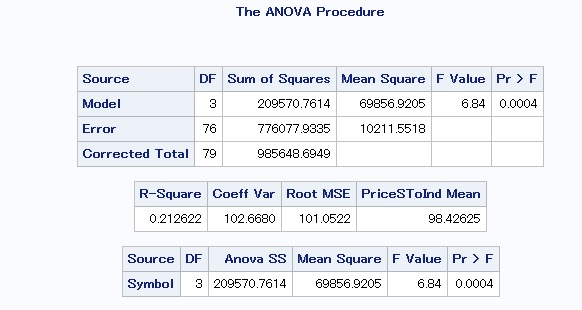 The ANOVA Procedure
Source DF Sum of Squares Mean Square F Value Pr > F
Model 3 209570.7614 69856.9205 6.84 0.0004
Error 76 776077.9335 10211.5518
Corrected Total 79 985648.6949
R-Square Coeff Var Root MSE PriceSToInd Mean
0.212622 102.6680 101.0522 98.42625
Source DF Anova SS Mean Square F Value Pr > F
Symbol 3 209570.7614 69856.9205 6.84 0.0004